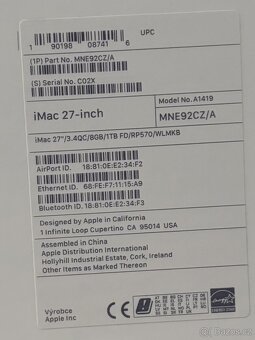 1 90198 08741 6 UPC
(1P) Part No. MNE92CZ/A
(S) Serial No. C02X
iMac 27-inch
Model No. A1419
MNE92CZ/A
iMac 27"/3.4QC/8GB/1TB FD/RP570/WLMKB
AirPort ID. 18:81:0E:E2:34:F2
Ethernet ID. 68:FE:F7:11:15:A9
Bluetooth ID. 18:81:0E:E2:34:F3
Designed by Apple in California
1 Infinite Loop Cupertino CA 95014 USA
Assembled in China
Apple Distribution International
Hollyhill Industrial Estate, Cork, Ireland
Other Items as Marked Thereon
Výrobce
Apple Inc
CE
ENERGY STAR